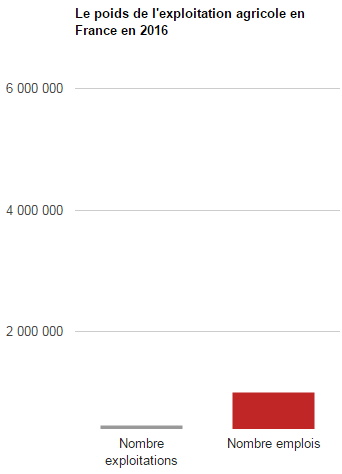 Le poids de l'exploitation agricole en
France en 2016
6 000 000
4 000 000
2 000 000
Nombre
exploitations
Nombre emplois